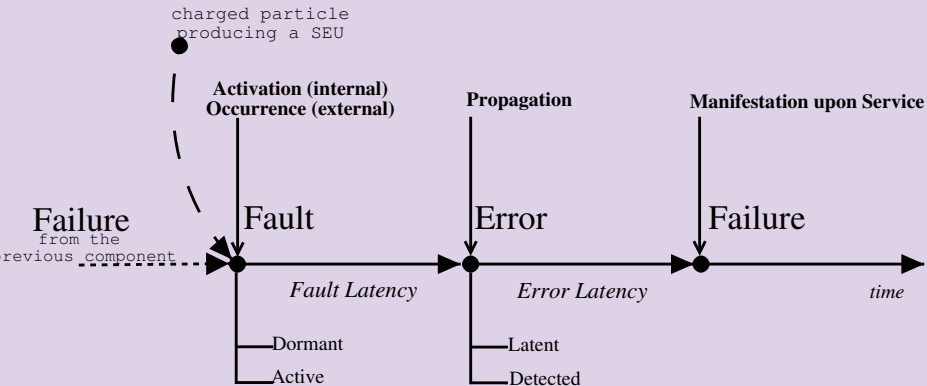 charged particle
producing a SEU
Activation (internal)
Occurrence (external)
Propagation
Manifestation upon Service
Failure
from the
previous component
Fault
Error
Failure
Fault Latency
Error Latency
time
Dormant
Active
Latent
Detected